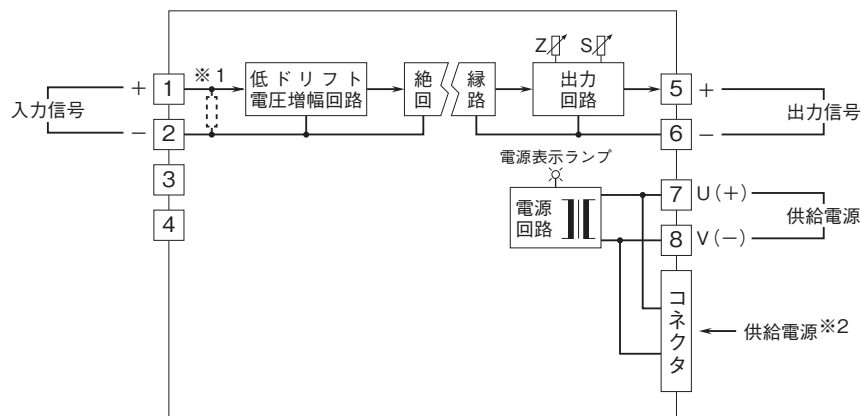 Z S
※1
低ドリフト
電圧増幅回路
絶縁
回路
出力
回路
入力信号
+ 1
− 2
3
4
5 +
6 −
出力信号
電源表示ランプ
電源
回路
7 U(+)
8 V(−)
供給電源
コネクタ
供給電源※2